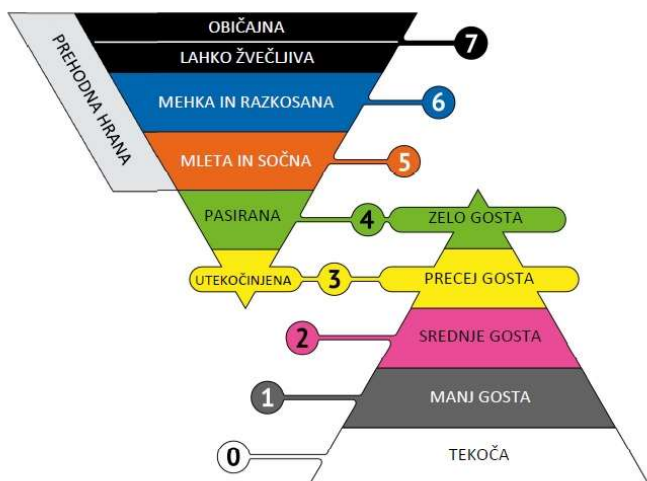 OBIČAJNA
LAHKO ŽVEČLJIVA
7
PREHODNA HRANA
MEHKA IN RAZKOSANA
6
MLETA IN SOČNA
5
PASIRANA
4
ZELO GOSTA
UTEKOČINJENA
3
PRECEJ GOSTA
2
SREDNJE GOSTA
1
MANJ GOSTA
0
TEKOČA